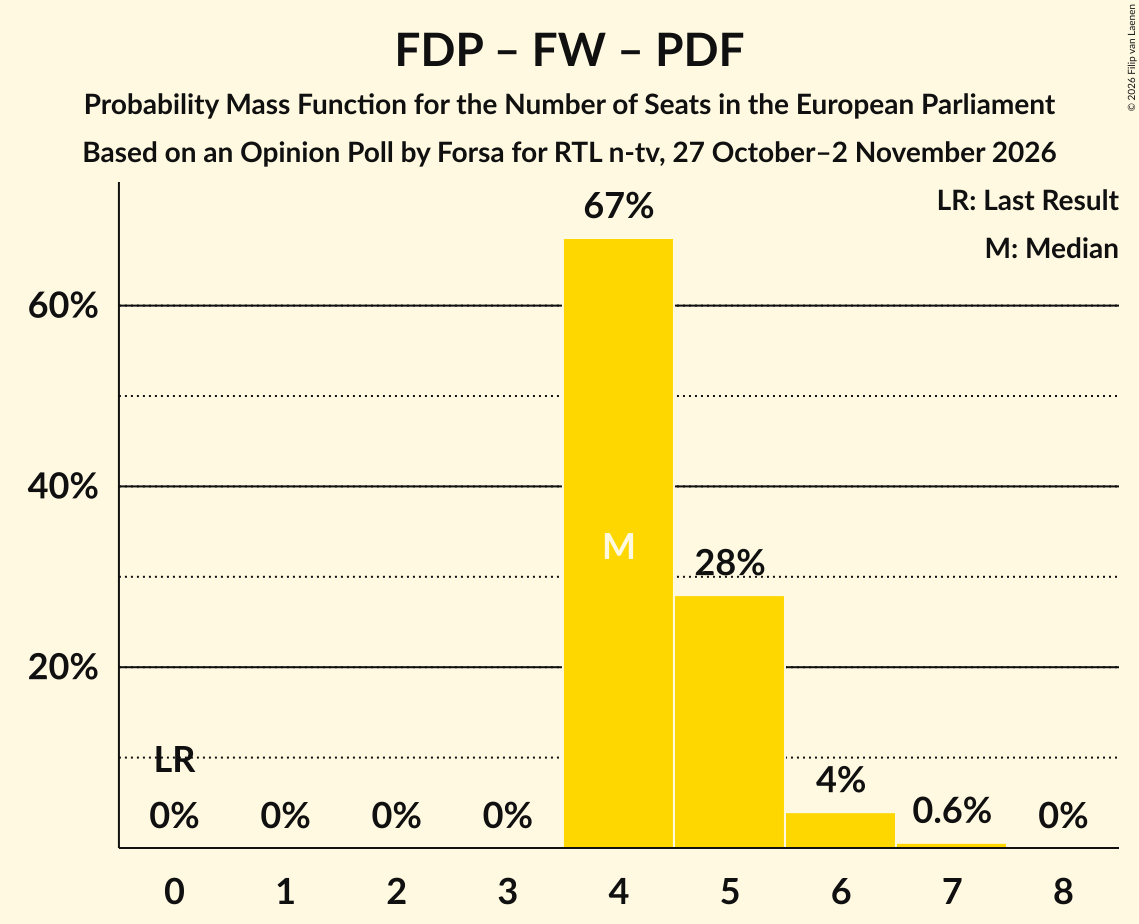 FDP – FW – PDF
Probability Mass Function for the Number of Seats in the European Parliament
Based on an Opinion Poll by Forsa for RTL n-tv, 27 October–2 November 2026
© 2026 Filip van Laenen
LR: Last Result
M: Median
67%
60%
40%
M
28%
20%
LR
4%
0% 0% 0% 0% 0.6% 0%
0 1 2 3 4 5 6 7 8